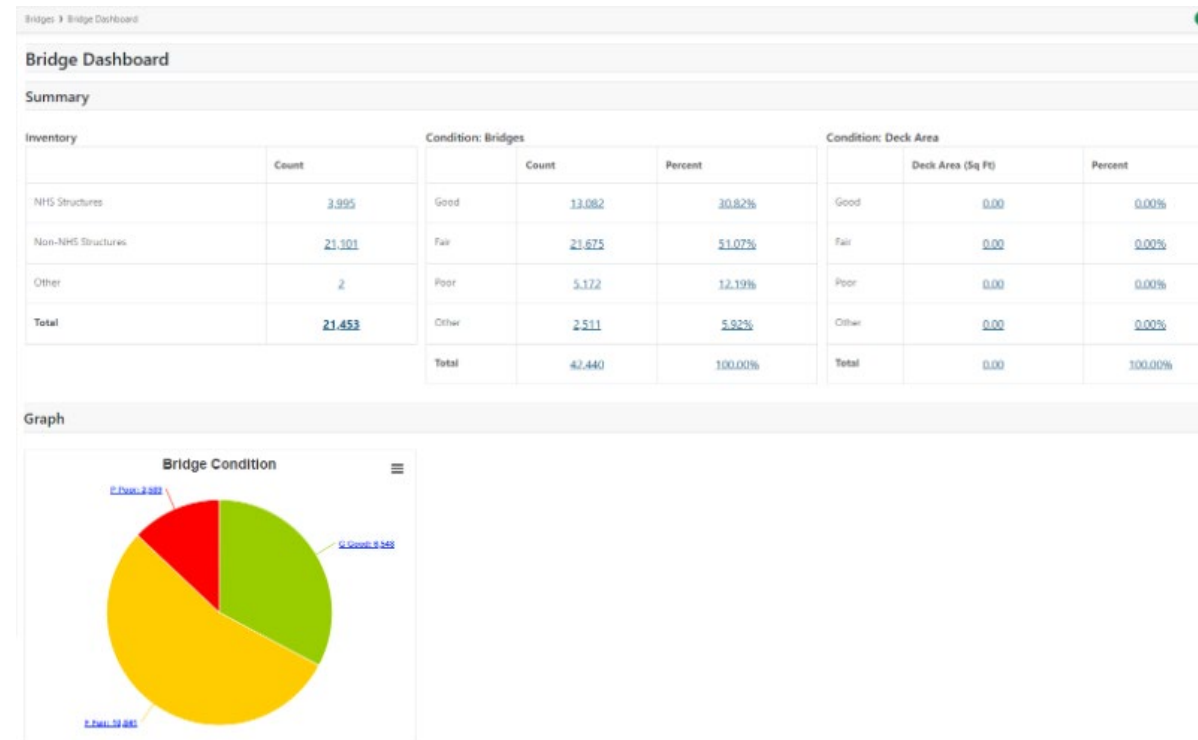 Bridges › Bridge Dashboard
Bridge Dashboard
Summary
Inventory
Count
NHS Structures 3,995
Non-NHS Structures 21,101
Other 2
Total 21,453
Condition: Bridges
Count Percent
Good 13,082 30.82%
Fair 21,675 51.07%
Poor 5,172 12.19%
Other 2,511 5.92%
Total 42,440 100.00%
Condition: Deck Area
Deck Area (Sq Ft) Percent
Good 0.00 0.00%
Fair 0.00 0.00%
Poor 0.00 0.00%
Other 0.00 0.00%
Total 0.00 100.00%
Graph
Bridge Condition
P Poor:
G Good:
F Fair: